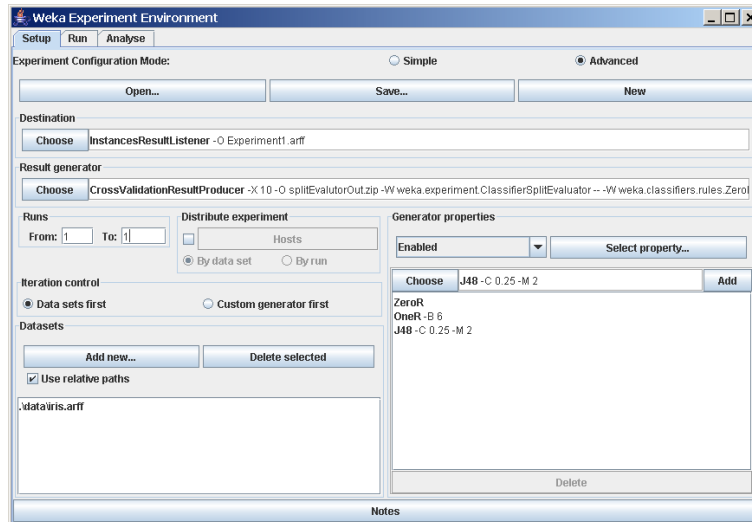 Weka Experiment Environment
Setup Run Analyse
Experiment Configuration Mode: Simple Advanced
Open... Save... New
Destination
Choose InstancesResultListener -O Experiment1.arff
Result generator
Choose CrossValidationResultProducer -X 10 -O splitEvalutorOut.zip -W weka.experiment.ClassifierSplitEvaluator -- -W weka.classifiers.rules.ZeroR
Runs Distribute experiment Generator properties
From: 1 To: 1 Hosts Enabled Select property...
By data set By run
Iteration control Choose J48 -C 0.25 -M 2 Add
Data sets first Custom generator first ZeroR
OneR -B 6
Datasets J48 -C 0.25 -M 2
Add new... Delete selected
Use relative paths
.\data\iris.arff
Delete
Notes